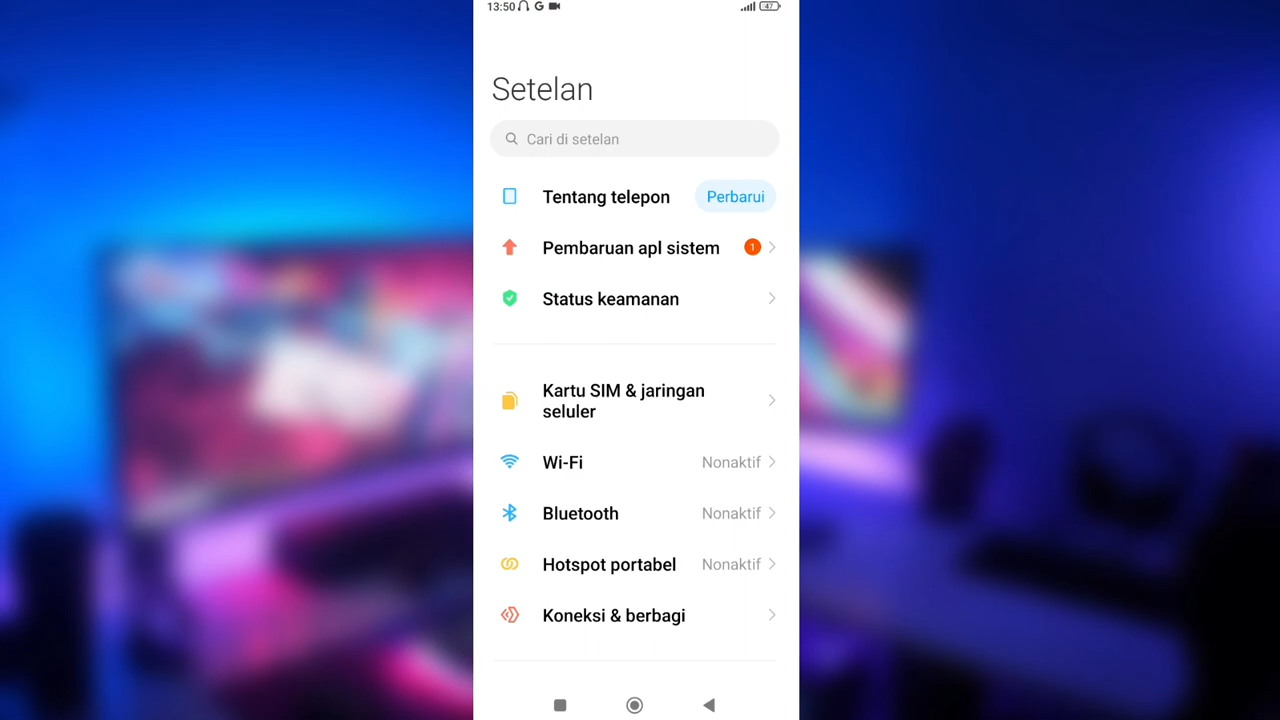 13:50
47
Setelan
Cari di setelan
Tentang telepon Perbarui
Pembaruan apl sistem 1
Status keamanan
Kartu SIM & jaringan
seluler
Wi-Fi Nonaktif
Bluetooth Nonaktif
Hotspot portabel Nonaktif
Koneksi & berbagi